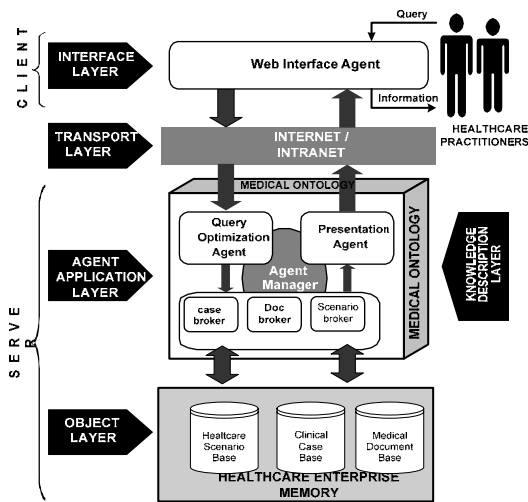 Query
CLIENT
INTERFACE
LAYER
Web Interface Agent
Information
HEALTHCARE
PRACTITIONERS
TRANSPORT
LAYER
INTERNET /
INTRANET
MEDICAL ONTOLOGY
SERVER
AGENT
APPLICATION
LAYER
Query
Optimization
Agent
Presentation
Agent
Agent
Manager
case
broker
Doc
broker
Scenario
broker
MEDICAL ONTOLOGY
KNOWLEDGE
DESCRIPTION
LAYER
OBJECT
LAYER
Healtcare
Scenario
Base
Clinical
Case
Base
Medical
Document
Base
HEALTHCARE ENTERPRISE
MEMORY